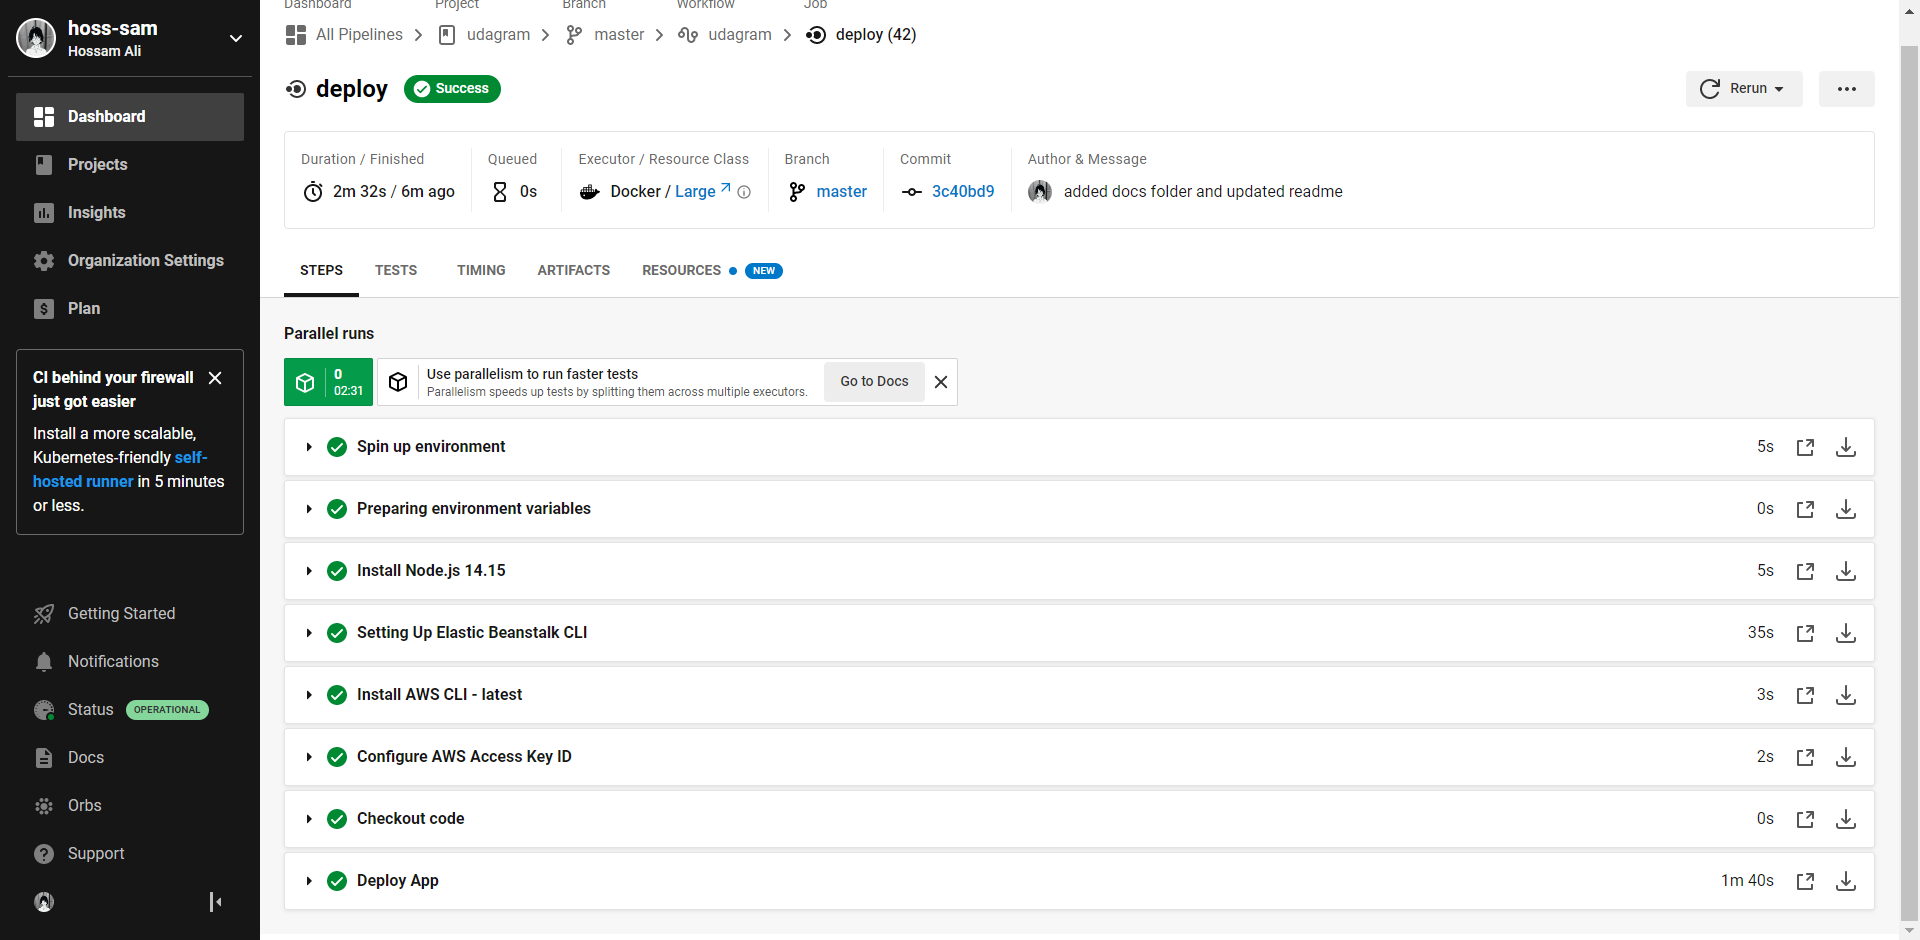 hoss-sam
Hossam Ali
Dashboard
Projects
Insights
Organization Settings
Plan
CI behind your firewall
just got easier
Install a more scalable,
Kubernetes-friendly self-
hosted runner in 5 minutes
or less.
Getting Started
Notifications
Status OPERATIONAL
Docs
Orbs
Support
Dashboard Project Branch Workflow Job
All Pipelines udagram master udagram deploy (42)
deploy Success
Rerun
Duration / Finished Queued Executor / Resource Class Branch Commit Author & Message
2m 32s / 6m ago 0s Docker / Large master 3c40bd9 added docs folder and updated readme
STEPS TESTS TIMING ARTIFACTS RESOURCES NEW
Parallel runs
0
02:31
Use parallelism to run faster tests
Parallelism speeds up tests by splitting them across multiple executors.
Go to Docs
Spin up environment 5s
Preparing environment variables 0s
Install Node.js 14.15 5s
Setting Up Elastic Beanstalk CLI 35s
Install AWS CLI - latest 3s
Configure AWS Access Key ID 2s
Checkout code 0s
Deploy App 1m 40s